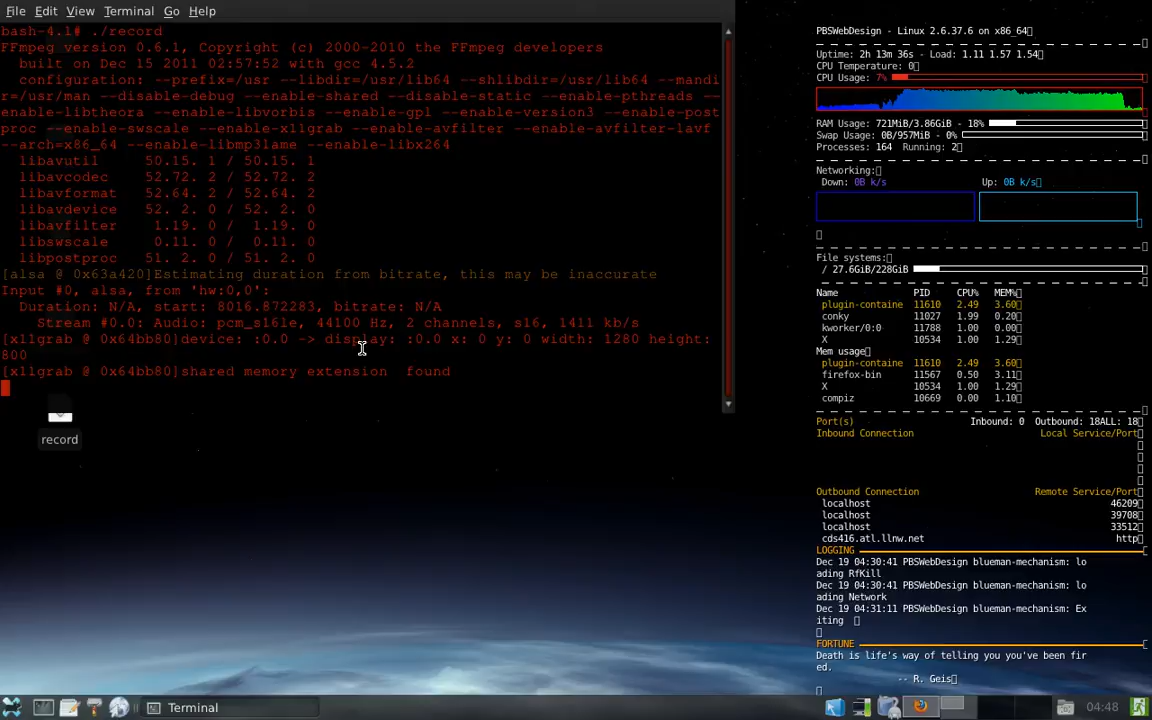 File Edit View Terminal Go Help
bash-4.1# ./record
FFmpeg version 0.6.1, Copyright (c) 2000-2010 the FFmpeg developers
built on Dec 15 2011 02:57:52 with gcc 4.5.2
configuration: --prefix=/usr --libdir=/usr/lib64 --shlibdir=/usr/lib64 --mandi
r=/usr/man --disable-debug --enable-shared --disable-static --enable-pthreads --
enable-libtheora --enable-libvorbis --enable-gpl --enable-version3 --enable-post
proc --enable-swscale --enable-x11grab --enable-avfilter --enable-avfilter-lavf
--arch=x86_64 --enable-libmp3lame --enable-libx264
libavutil 50.15. 1 / 50.15. 1
libavcodec 52.72. 2 / 52.72. 2
libavformat 52.64. 2 / 52.64. 2
libavdevice 52. 2. 0 / 52. 2. 0
libavfilter 1.19. 0 / 1.19. 0
libswscale 0.11. 0 / 0.11. 0
libpostproc 51. 2. 0 / 51. 2. 0
[alsa @ 0x63a420]Estimating duration from bitrate, this may be inaccurate
Input #0, alsa, from 'hw:0,0':
Duration: N/A, start: 8016.872283, bitrate: N/A
Stream #0.0: Audio: pcm_s16le, 44100 Hz, 2 channels, s16, 1411 kb/s
[x11grab @ 0x64bb80]device: :0.0 -> display: :0.0 x: 0 y: 0 width: 1280 height:
800
[x11grab @ 0x64bb80]shared memory extension found
record
PBSWebDesign - Linux 2.6.37.6 on x86_64
Uptime: 2h 13m 36s - Load: 1.11 1.57 1.54
CPU Temperature: 0
CPU Usage: 7%
RAM Usage: 721MiB/3.86GiB - 18%
Swap Usage: 0B/957MiB - 0%
Processes: 164 Running: 2
Networking:
Down: 0B k/s Up: 0B k/s
File systems:
/ 27.6GiB/228GiB
Name PID CPU% MEM%
plugin-containe 11610 2.49 3.60
conky 11027 1.99 0.20
kworker/0:0 11788 1.00 0.00
X 10534 1.00 1.29
Mem usage
plugin-containe 11610 2.49 3.60
firefox-bin 11567 0.50 3.11
X 10534 1.00 1.29
compiz 10669 0.00 1.10
Port(s) Inbound: 0 Outbound: 18ALL: 18
Inbound Connection Local Service/Port
Outbound Connection Remote Service/Port
localhost 46209
localhost 39708
localhost 33512
cds416.atl.llnw.net http
LOGGING
Dec 19 04:30:41 PBSWebDesign blueman-mechanism: lo
ading RfKill
Dec 19 04:30:41 PBSWebDesign blueman-mechanism: lo
ading Network
Dec 19 04:31:11 PBSWebDesign blueman-mechanism: Ex
iting
FORTUNE
Death is life's way of telling you you've been fir
ed.
-- R. Geis
Terminal
04:48